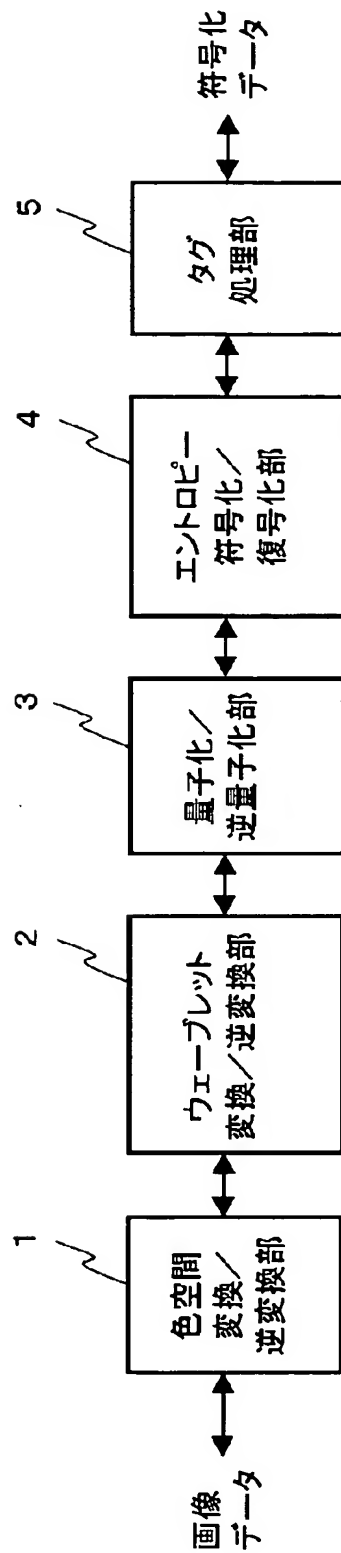 画像
データ
1
色空間
変換／
逆変換部
2
ウェーブレット
変換／逆変換部
3
量子化／
逆量子化部
4
エントロピー
符号化／
復号化部
5
タグ
処理部
符号化
データ